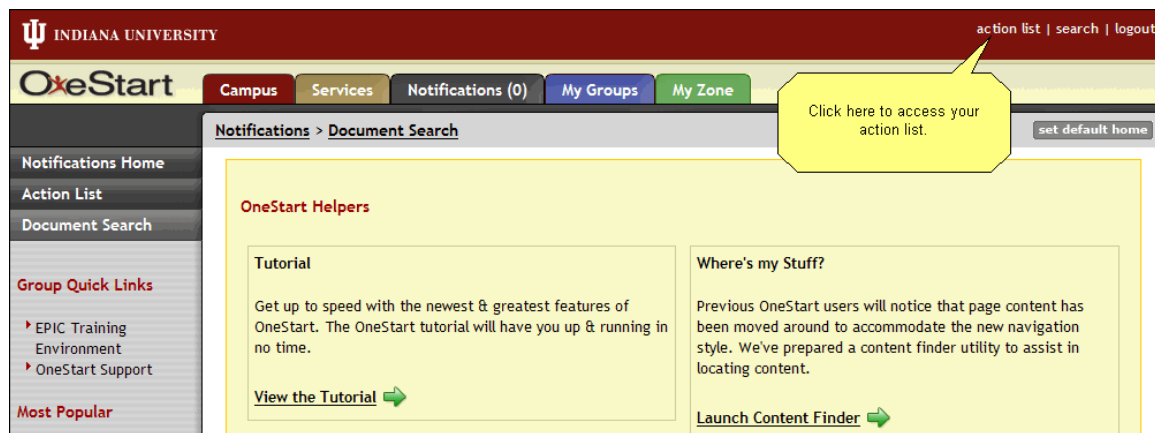 INDIANA UNIVERSITY
action list | search | logout
OneStart
Campus
Services
Notifications (0)
My Groups
My Zone
Click here to access your
action list.
Notifications > Document Search
set default home
Notifications Home
Action List
Document Search
Group Quick Links
EPIC Training
Environment
OneStart Support
Most Popular
OneStart Helpers
Tutorial
Get up to speed with the newest & greatest features of
OneStart. The OneStart tutorial will have you up & running in
no time.
View the Tutorial
Where's my Stuff?
Previous OneStart users will notice that page content has
been moved around to accommodate the new navigation
style. We've prepared a content finder utility to assist in
locating content.
Launch Content Finder